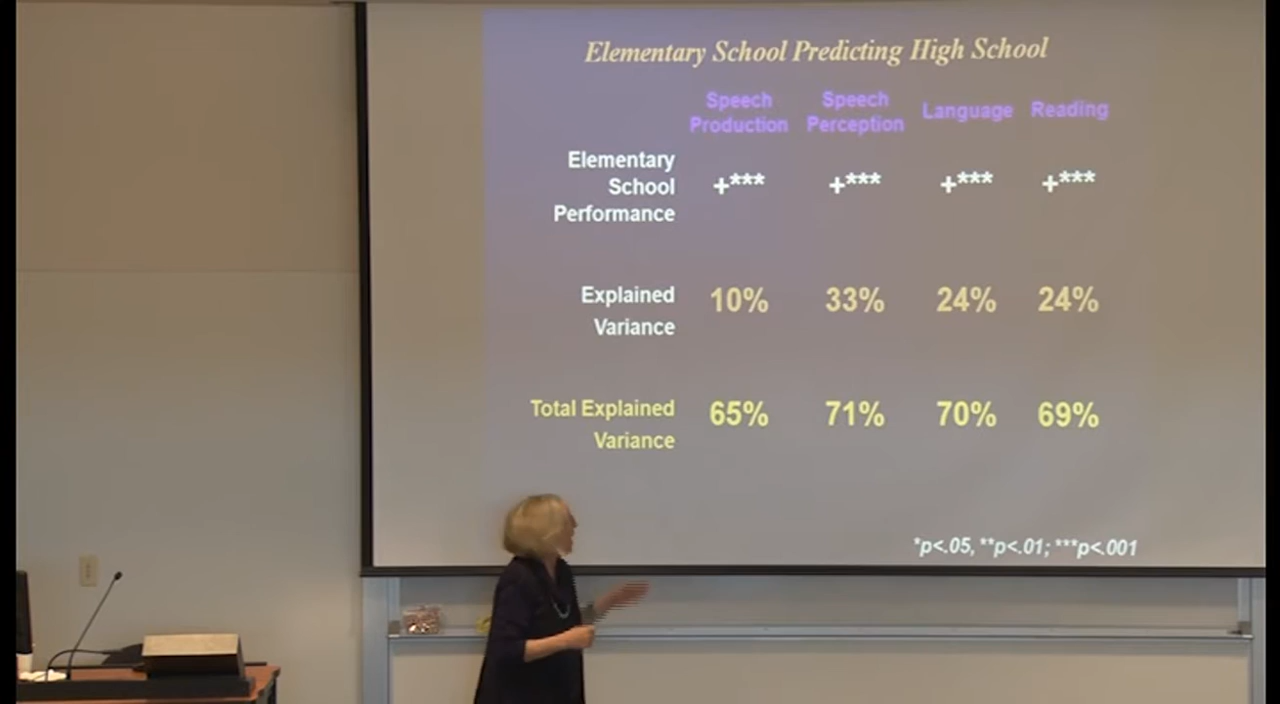 Elementary School Predicting High School
Speech Production
Speech Perception
Language
Reading
Elementary
School
Performance
+*** +*** +*** +***
Explained
Variance
10% 33% 24% 24%
Total Explained
Variance
65% 71% 70% 69%
*p<.05, **p<.01; ***p<.001